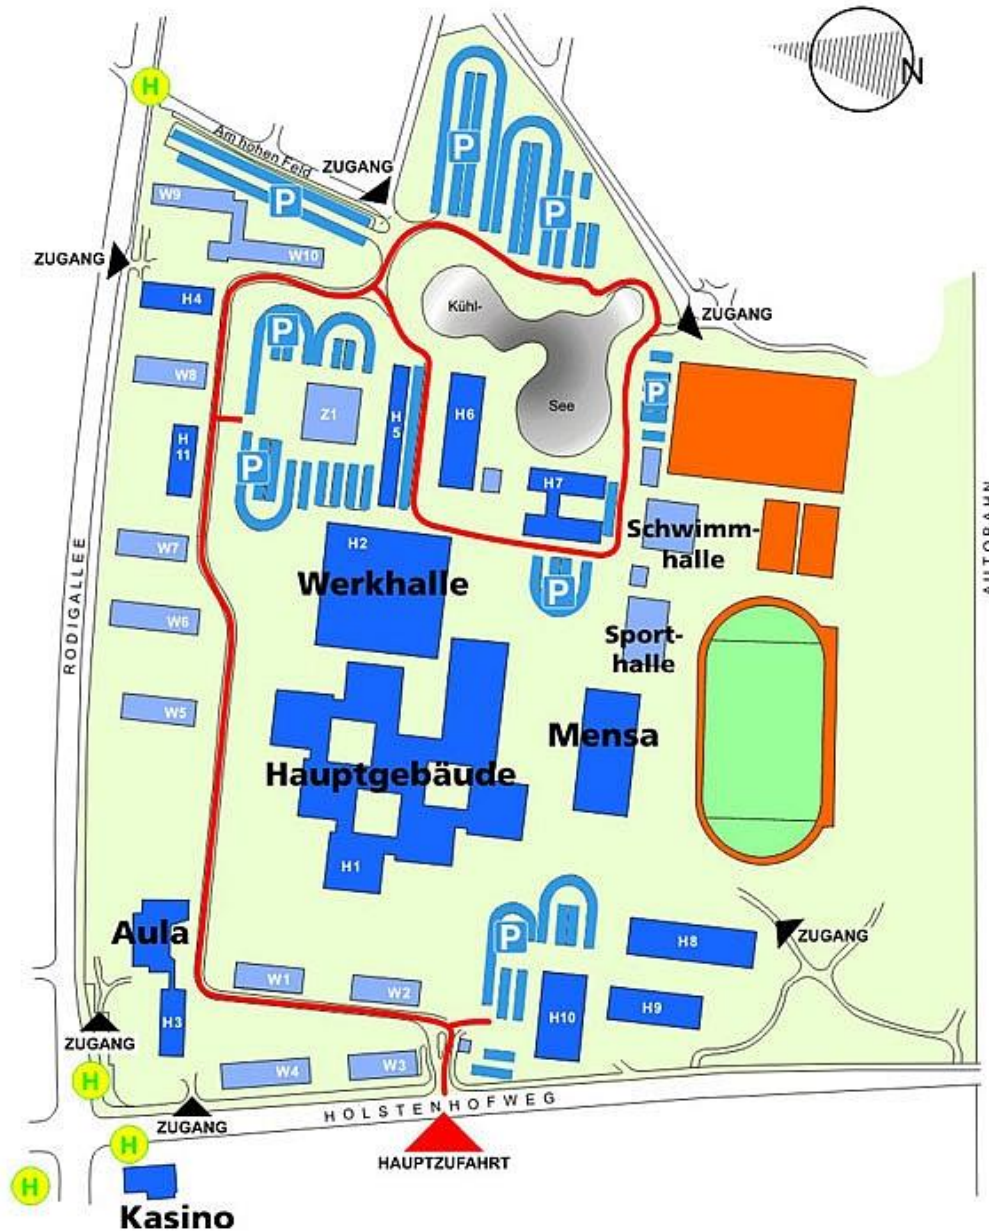 N
H
Am hohen Feld
ZUGANG
P
P
P
W9
W10
ZUGANG
H4
Kühl-
See
ZUGANG
P
W8
Z1
H
5
H6
P
H
11
P
H7
Schwimm-
halle
AUTOBAHN
W7
H2
Werkhalle
P
RODIGALLEE
W6
Sport-
halle
W5
Mensa
Hauptgebäude
H1
Aula
P
H8
ZUGANG
W1
W2
H10
H9
H3
ZUGANG
H
W4
W3
HOLSTENHOFWEG
ZUGANG
H
HAUPTZUFAHRT
H
Kasino